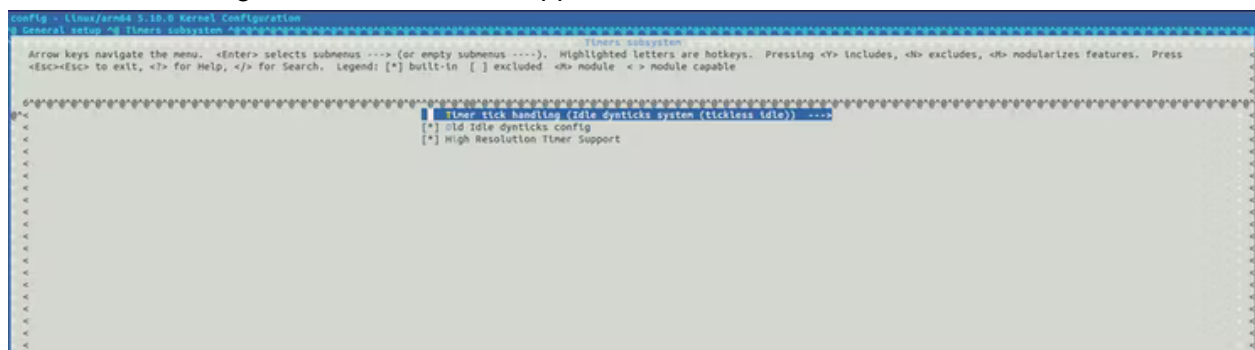 config - Linux/arm64 5.10.0 Kernel Configuration
General setup Timers subsystem
Timers subsystem
Arrow keys navigate the menu. <Enter> selects submenus ---> (or empty submenus ----). Highlighted letters are hotkeys. Pressing <Y> includes, <N> excludes, <M> modularizes features. Press
<Esc><Esc> to exit, <?> for Help, </> for Search. Legend: [*] built-in [ ] excluded <M> module < > module capable
Timer tick handling (Idle dynticks system (tickless idle)) --->
[*] Old Idle dynticks config
[*] High Resolution Timer Support